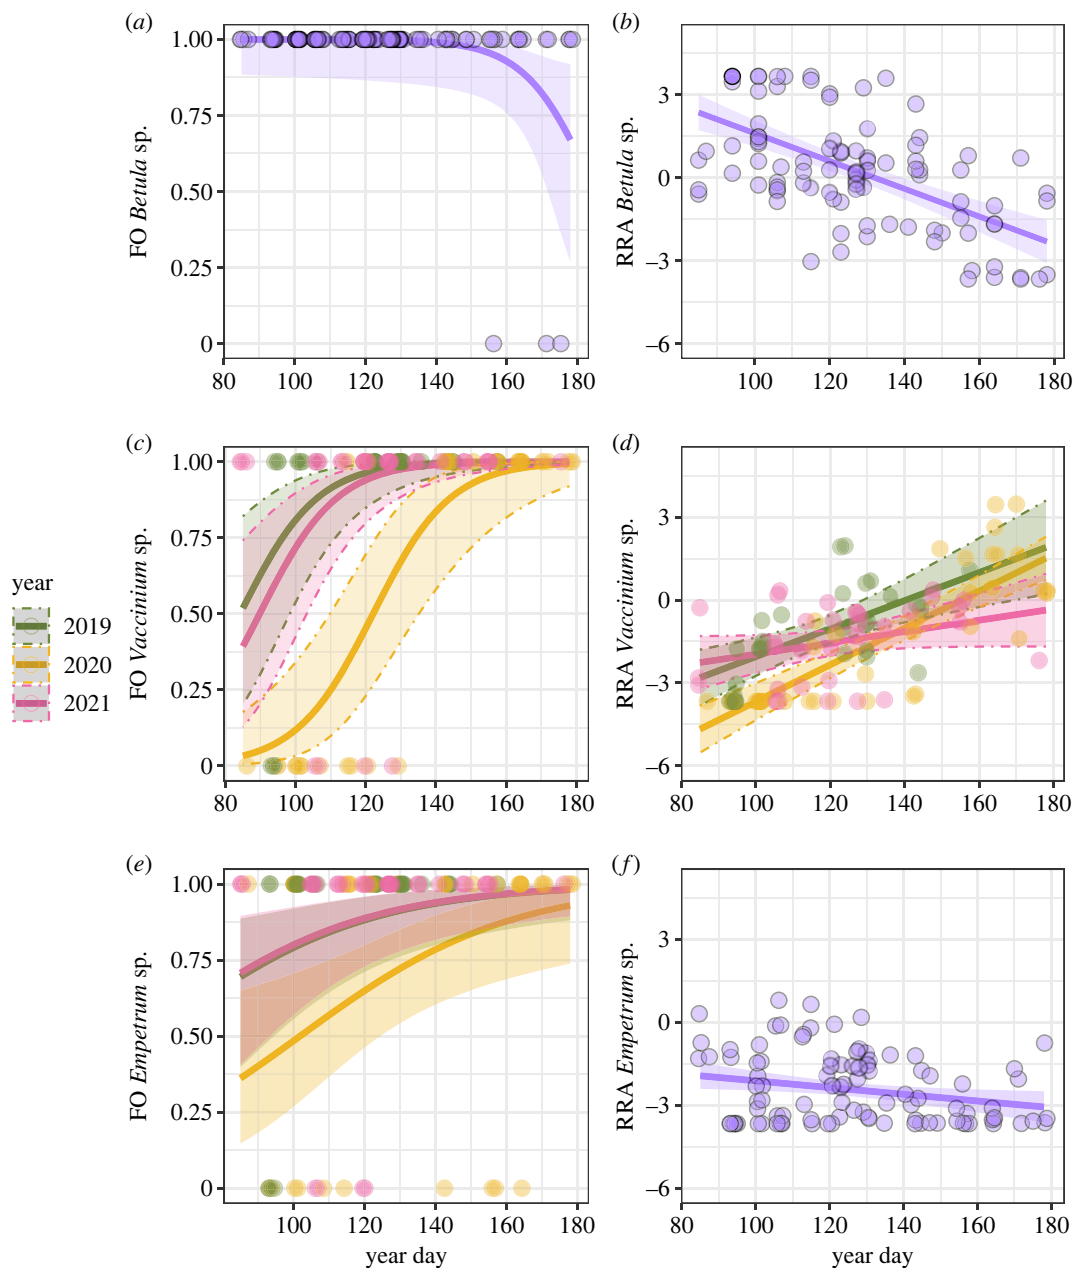 (a)
(b)
FO Betula sp.
1.00
0.75
0.50
0.25
0
80 100 120 140 160 180
RRA Betula sp.
3
0
–3
–6
80 100 120 140 160 180
(c)
(d)
year
2019
2020
2021
FO Vaccinium sp.
1.00
0.75
0.50
0.25
0
80 100 120 140 160 180
RRA Vaccinium sp.
3
0
–3
–6
80 100 120 140 160 180
(e)
(f)
FO Empetrum sp.
1.00
0.75
0.50
0.25
0
100 120 140 160 180
year day
RRA Empetrum sp.
3
0
–3
–6
80 100 120 140 160 180
year day